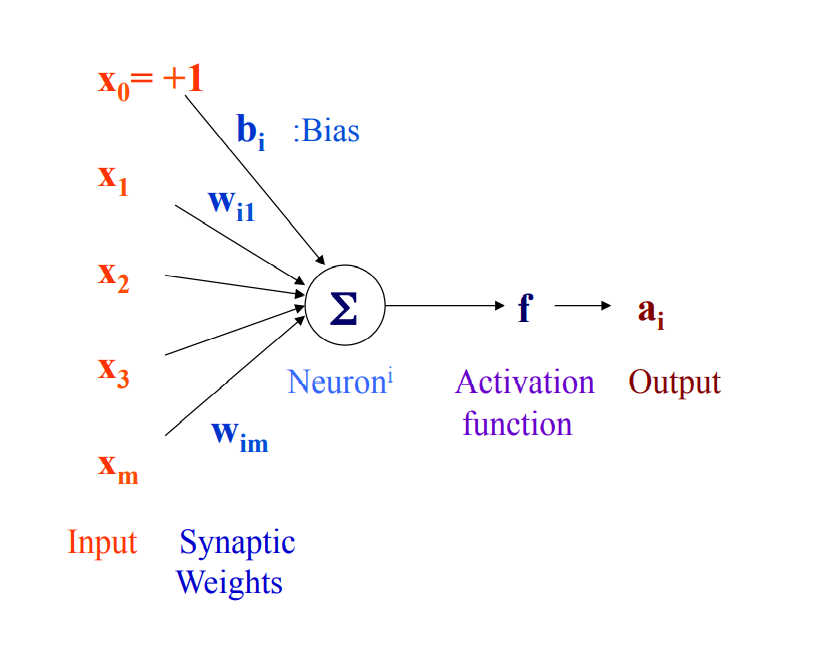 x₀= +1
bᵢ :Bias
x₁
wᵢ₁
x₂
Σ
f
aᵢ
x₃
Neuronⁱ
Activation
function
Output
wᵢₘ
xₘ
Input
Synaptic
Weights